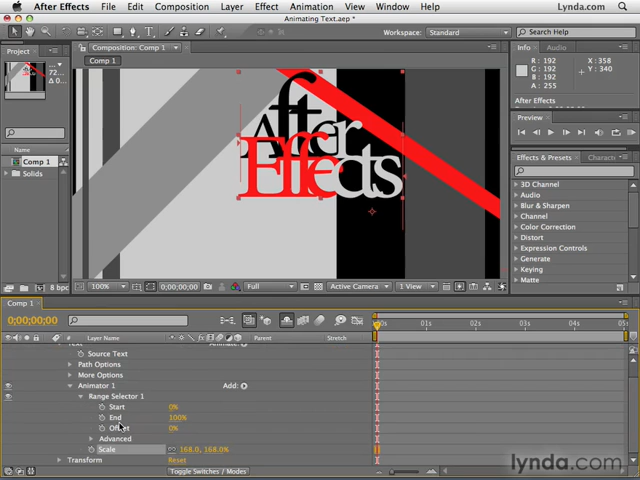 After Effects File Edit Composition Layer Effect Animation View Window Help Lynda.com
Animating Text.aep *
Workspace: Standard Search Help
Project
Composition: Comp 1
Info Audio
Comp 1
R: 192
G: 192
B: 192
A: 255
X: 358
Y: 340
After Effects
Preview
Effects & Presets Characte
3D Channel
Audio
Blur & Sharpen
Channel
Color Correction
Distort
Expression Controls
Generate
Keying
Name
Comp 1
Solids
8 bpc
After
Effects
100% 0;00;00;00 Full Active Camera 1 View
Comp 1
0;00;00;00
Layer Name Parent Stretch
00s 01s 02s 03s 04s 05s
Text Animate:
Source Text
Path Options
More Options
Animator 1 Add:
Range Selector 1
Start 0%
End 100%
Offset 0%
Advanced
Scale 168.0, 168.0%
Transform Reset
Toggle Switches / Modes
lynda.com